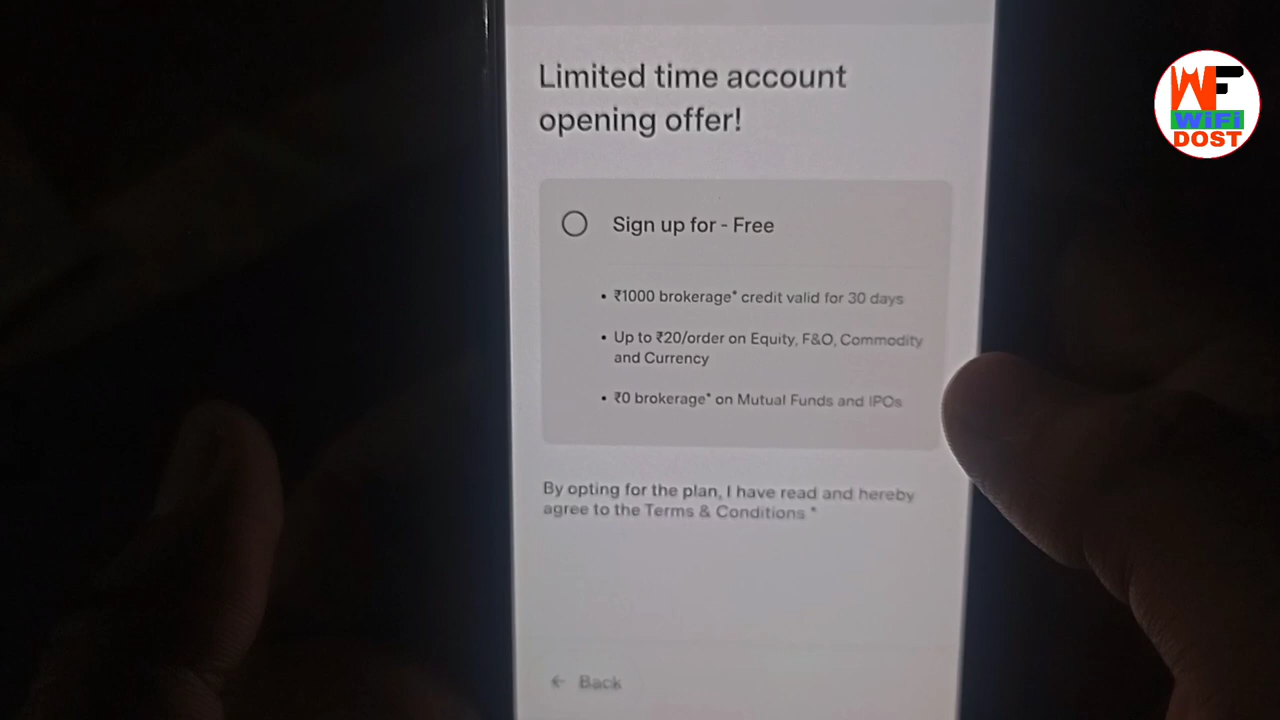 Limited time account
opening offer!
Sign up for - Free
• ₹1000 brokerage* credit valid for 30 days
• Up to ₹20/order on Equity, F&O, Commodity
and Currency
• ₹0 brokerage* on Mutual Funds and IPOs
By opting for the plan, I have read and hereby
agree to the Terms & Conditions *
← Back
WF
WiFi
DOST